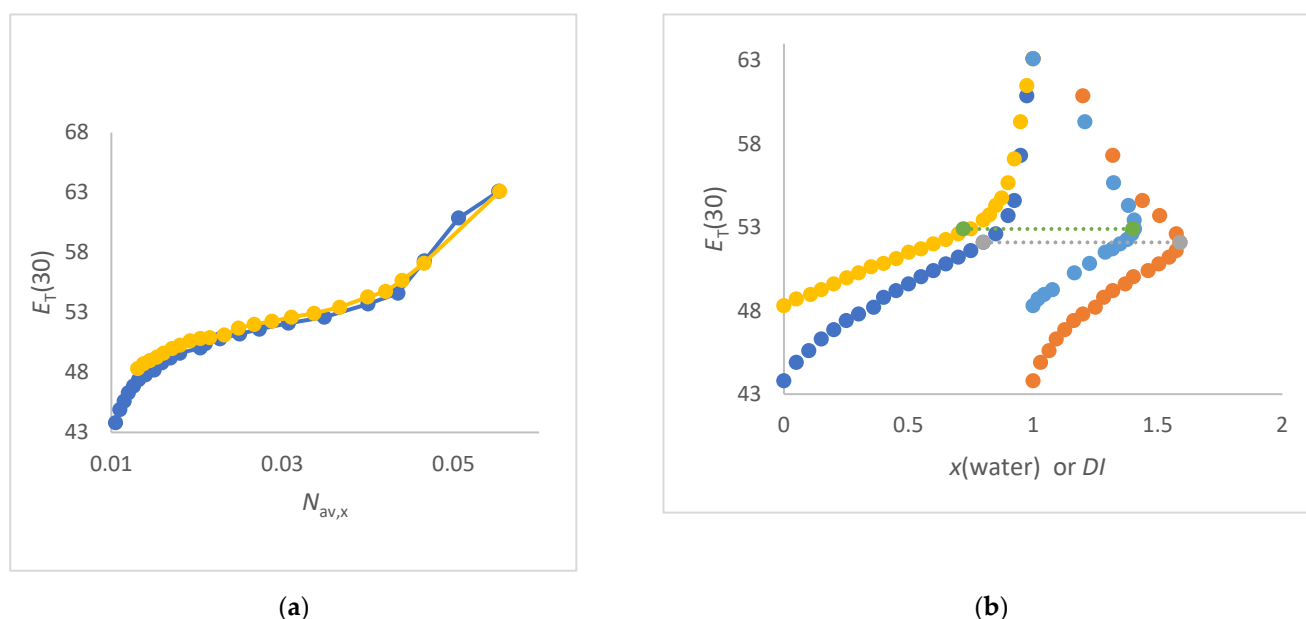 68
63
58
53
48
43
E_T(30)
0.01 0.03 0.05
N_av,x
(a)
63
58
53
48
43
E_T(30)
0 0.5 1 1.5 2
x(water) or DI
(b)